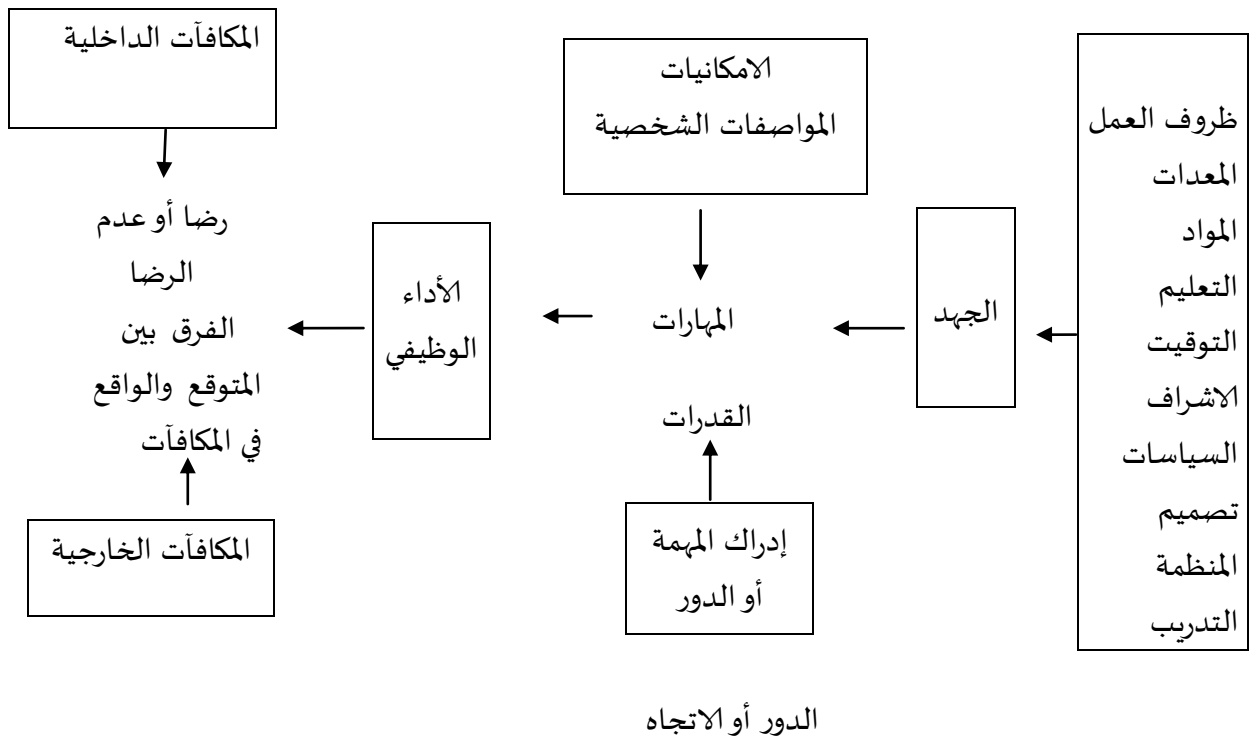 ظروف العمل
المعدات
المواد
التعليم
التوقيت
الاشراف
السياسات
تصميم
المنظمة
التدريب
الجهد
الامكانيات
المواصفات الشخصية
المهارات
القدرات
إدراك المهمة
أو الدور
الدور أو الاتجاه
الأداء
الوظيفي
المكافآت الداخلية
رضا أو عدم
الرضا
الفرق بين
المتوقع والواقع
في المكافآت
المكافآت الخارجية